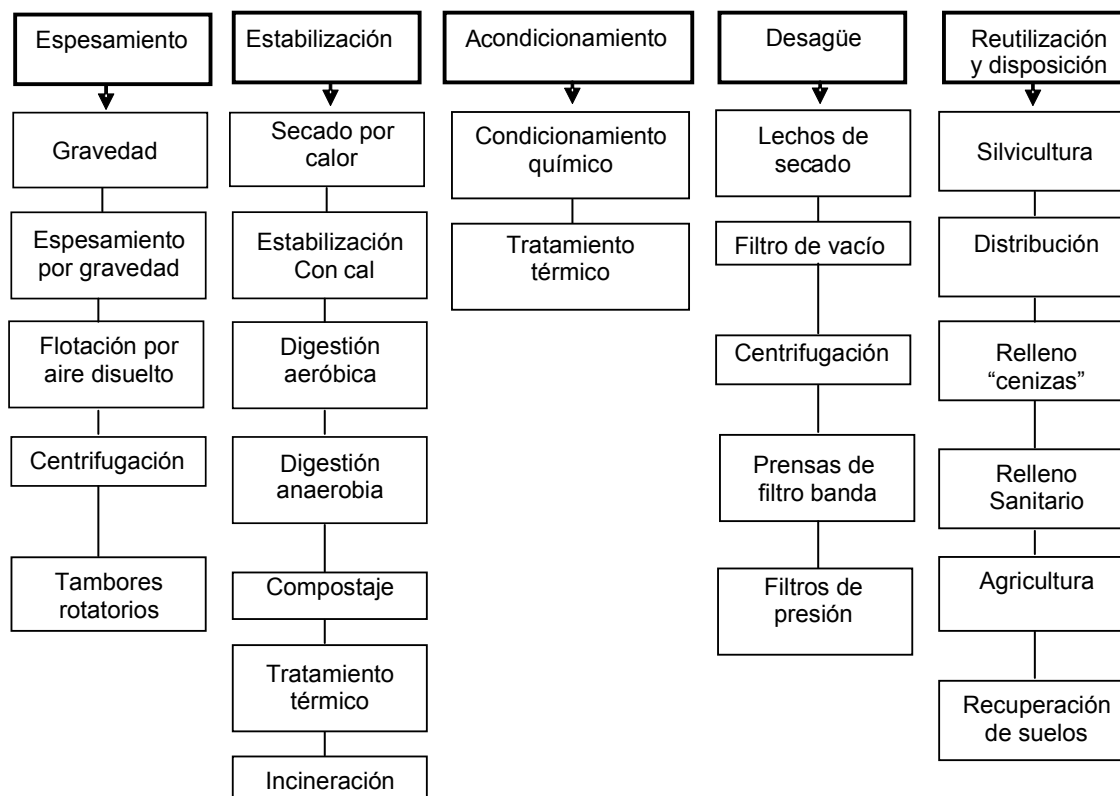 Espesamiento
Gravedad
Espesamiento
por gravedad
Flotación por
aire disuelto
Centrifugación
Tambores
rotatorios
Estabilización
Secado por
calor
Estabilización
Con cal
Digestión
aeróbica
Digestión
anaerobia
Compostaje
Tratamiento
térmico
Incineración
Acondicionamiento
Condicionamiento
químico
Tratamiento
térmico
Desagüe
Lechos de
secado
Filtro de vacío
Centrifugación
Prensas de
filtro banda
Filtros de
presión
Reutilización
y disposición
Silvicultura
Distribución
Relleno
“cenizas”
Relleno
Sanitario
Agricultura
Recuperación
de suelos